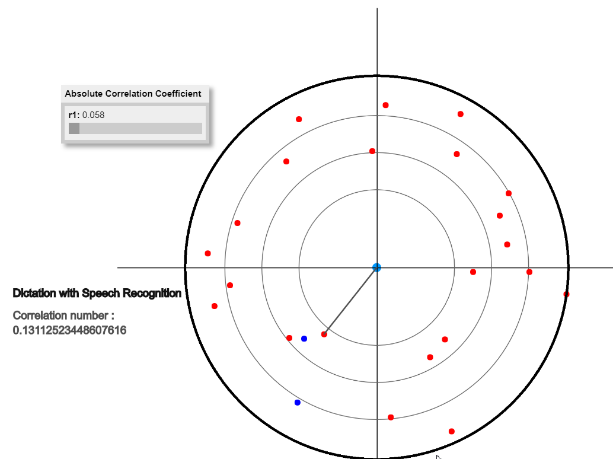 Absolute Correlation Coefficient
r1: 0.058
Dictation with Speech Recognition
Correlation number :
0.13112523448607616